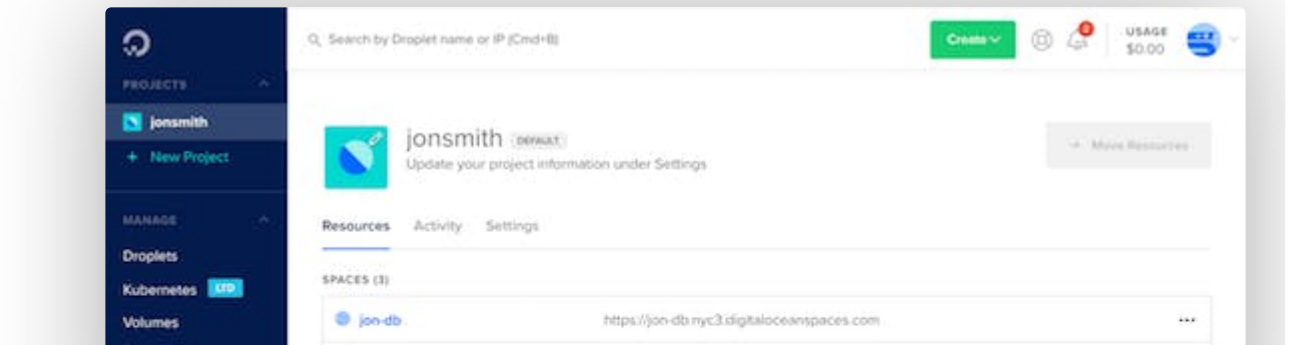 Search by Droplet name or IP (Cmd+B)
Create
USAGE
$0.00
PROJECTS
jonsmith
+ New Project
MANAGE
Droplets
Kubernetes LTD
Volumes
jonsmith DEFAULT
Update your project information under Settings
→ Move Resources
Resources Activity Settings
SPACES (3)
jon-db https://jon-db.nyc3.digitaloceanspaces.com ...